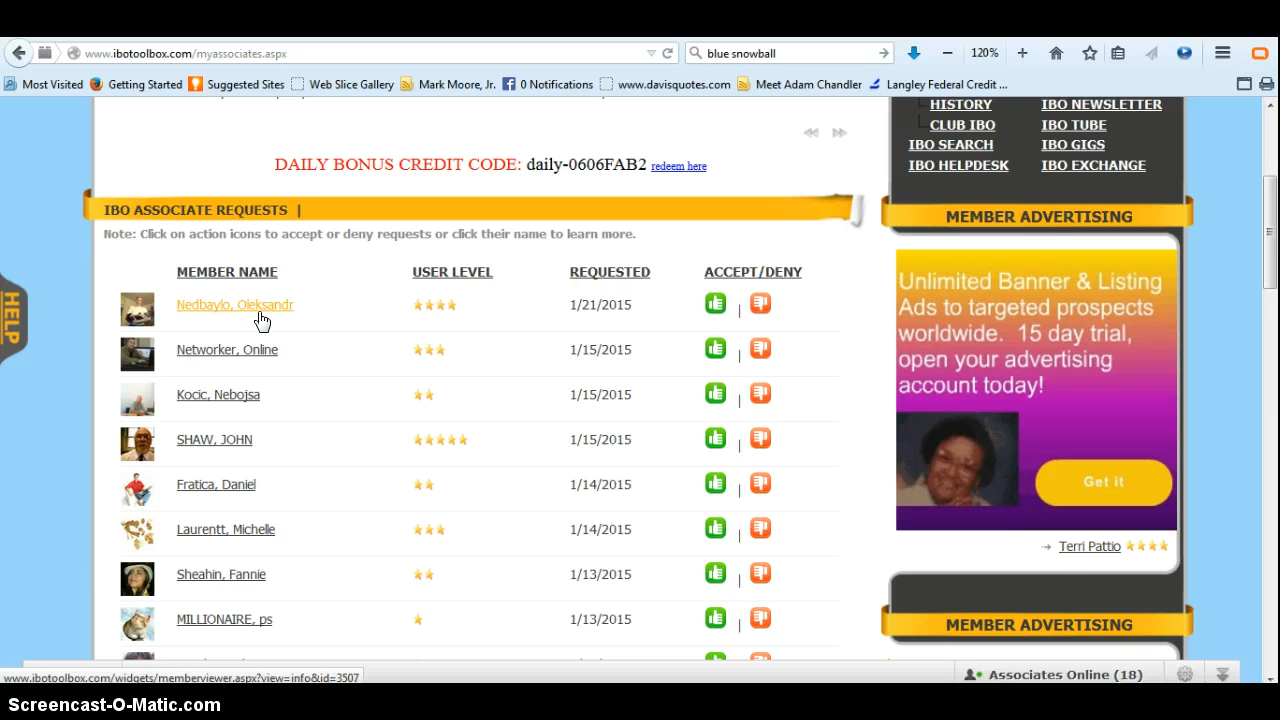 www.ibotoolbox.com/myassociates.aspx
blue snowball
120%
Most Visited
Getting Started
Suggested Sites
Web Slice Gallery
Mark Moore, Jr.
0 Notifications
www.davisquotes.com
Meet Adam Chandler
Langley Federal Credit ...
HISTORY
IBO NEWSLETTER
CLUB IBO
IBO TUBE
IBO SEARCH
IBO GIGS
IBO HELPDESK
IBO EXCHANGE
DAILY BONUS CREDIT CODE: daily-0606FAB2 redeem here
IBO ASSOCIATE REQUESTS |
Note: Click on action icons to accept or deny requests or click their name to learn more.
MEMBER NAME USER LEVEL REQUESTED ACCEPT/DENY
Nedbaylo, Oleksandr 1/21/2015 |
Networker, Online 1/15/2015 |
Kocic, Nebojsa 1/15/2015 |
SHAW, JOHN 1/15/2015 |
Fratica, Daniel 1/14/2015 |
Laurentt, Michelle 1/14/2015 |
Sheahin, Fannie 1/13/2015 |
MILLIONAIRE, ps 1/13/2015 |
HELP
MEMBER ADVERTISING
Unlimited Banner & Listing
Ads to targeted prospects
worldwide. 15 day trial,
open your advertising
account today!
Get it
Terri Pattio
MEMBER ADVERTISING
www.ibotoolbox.com/widgets/memberviewer.aspx?view=info&id=3507
Associates Online (18)
Screencast-O-Matic.com